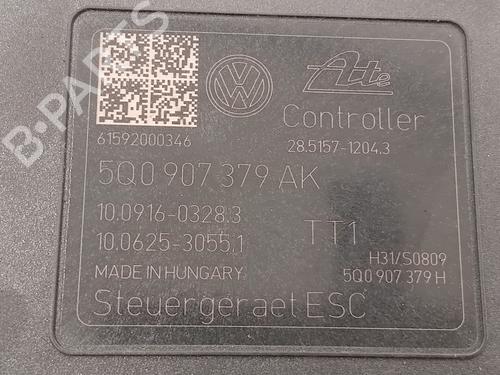 B-PARTS
VW
Ate
Controller
61592000346
28.5157-1204.3
5Q0 907 379 AK
10.0916-0328.3
10.0625-3055.1
TT1
H31/S0809
MADE IN HUNGARY
5Q0 907 379 H
Steuergeraet ESC